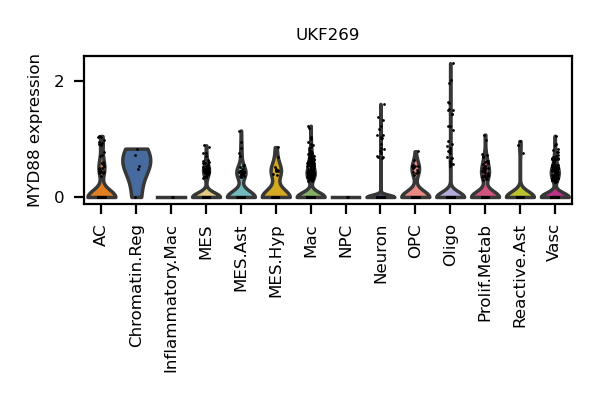 UKF269
MYD88 expression
2
0
AC
Chromatin.Reg
Inflammatory.Mac
MES
MES.Ast
MES.Hyp
Mac
NPC
Neuron
OPC
Oligo
Prolif.Metab
Reactive.Ast
Vasc